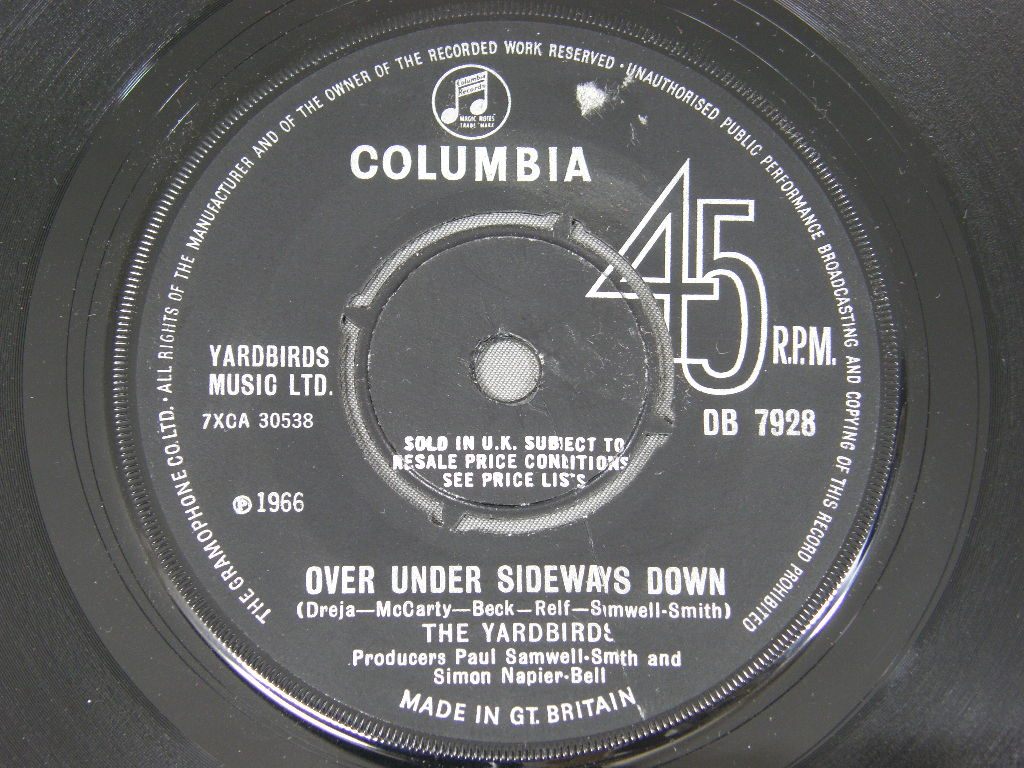 THE GRAMOPHONE CO. LTD. · ALL RIGHTS OF THE MANUFACTURER AND OF THE OWNER OF THE RECORDED WORK RESERVED · UNAUTHORISED PUBLIC PERFORMANCE BROADCASTING AND COPYING OF THIS RECORD PROHIBITED
Columbia
Records
MAGIC NOTES
TRADE MARK
COLUMBIA
45
R.P.M.
YARDBIRDS
MUSIC LTD.
7XCA 30538
DB 7928
SOLD IN U.K. SUBJECT TO
RESALE PRICE CONDITIONS
SEE PRICE LIS'S
℗ 1966
OVER UNDER SIDEWAYS DOWN
(Dreja—McCarty—Beck—Relf—Samwell-Smith)
THE YARDBIRDS
Producers Paul Samwell-Smth and
Simon Napier-Bell
MADE IN GT. BRITAIN